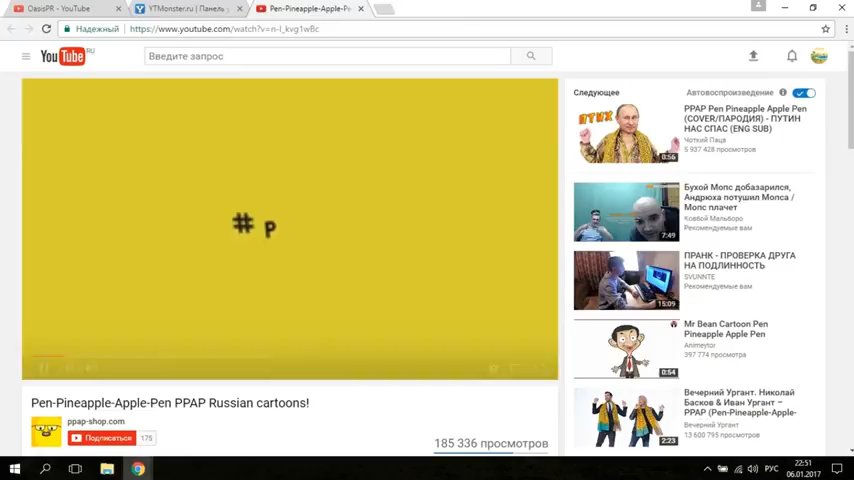 OasisPR - YouTube
YTMonster.ru | Панель у
Pen-Pineapple-Apple-P
Надежный
https://www.youtube.com/watch?v=n-l_kvg1wBc
YouTube RU
Введите запрос
# p
Pen-Pineapple-Apple-Pen PPAP Russian cartoons!
ppap-shop.com
Подписаться 175
185 336 просмотров
Следующее
Автовоспроизведение
PPAP Pen Pineapple Apple Pen
(COVER/ПАРОДИЯ) - ПУТИН
НАС СПАС (ENG SUB)
Чоткий Паца
5 937 428 просмотров
0:56
Бухой Мопс добазарился,
Андрюха потушил Мопса /
Мопс плачет
Ковбой Мальборо
Рекомендуемые вам
7:49
ПРАНК - ПРОВЕРКА ДРУГА
НА ПОДЛИННОСТЬ
SVUNNTE
Рекомендуемые вам
15:09
Mr Bean Cartoon Pen
Pineapple Apple Pen
Animeytor
397 774 просмотра
0:54
Вечерний Ургант. Николай
Басков & Иван Ургант –
PPAP (Pen-Pineapple-Apple-
Вечерний Ургант
13 600 795 просмотров
2:23
РУС
22:51
06.01.2017